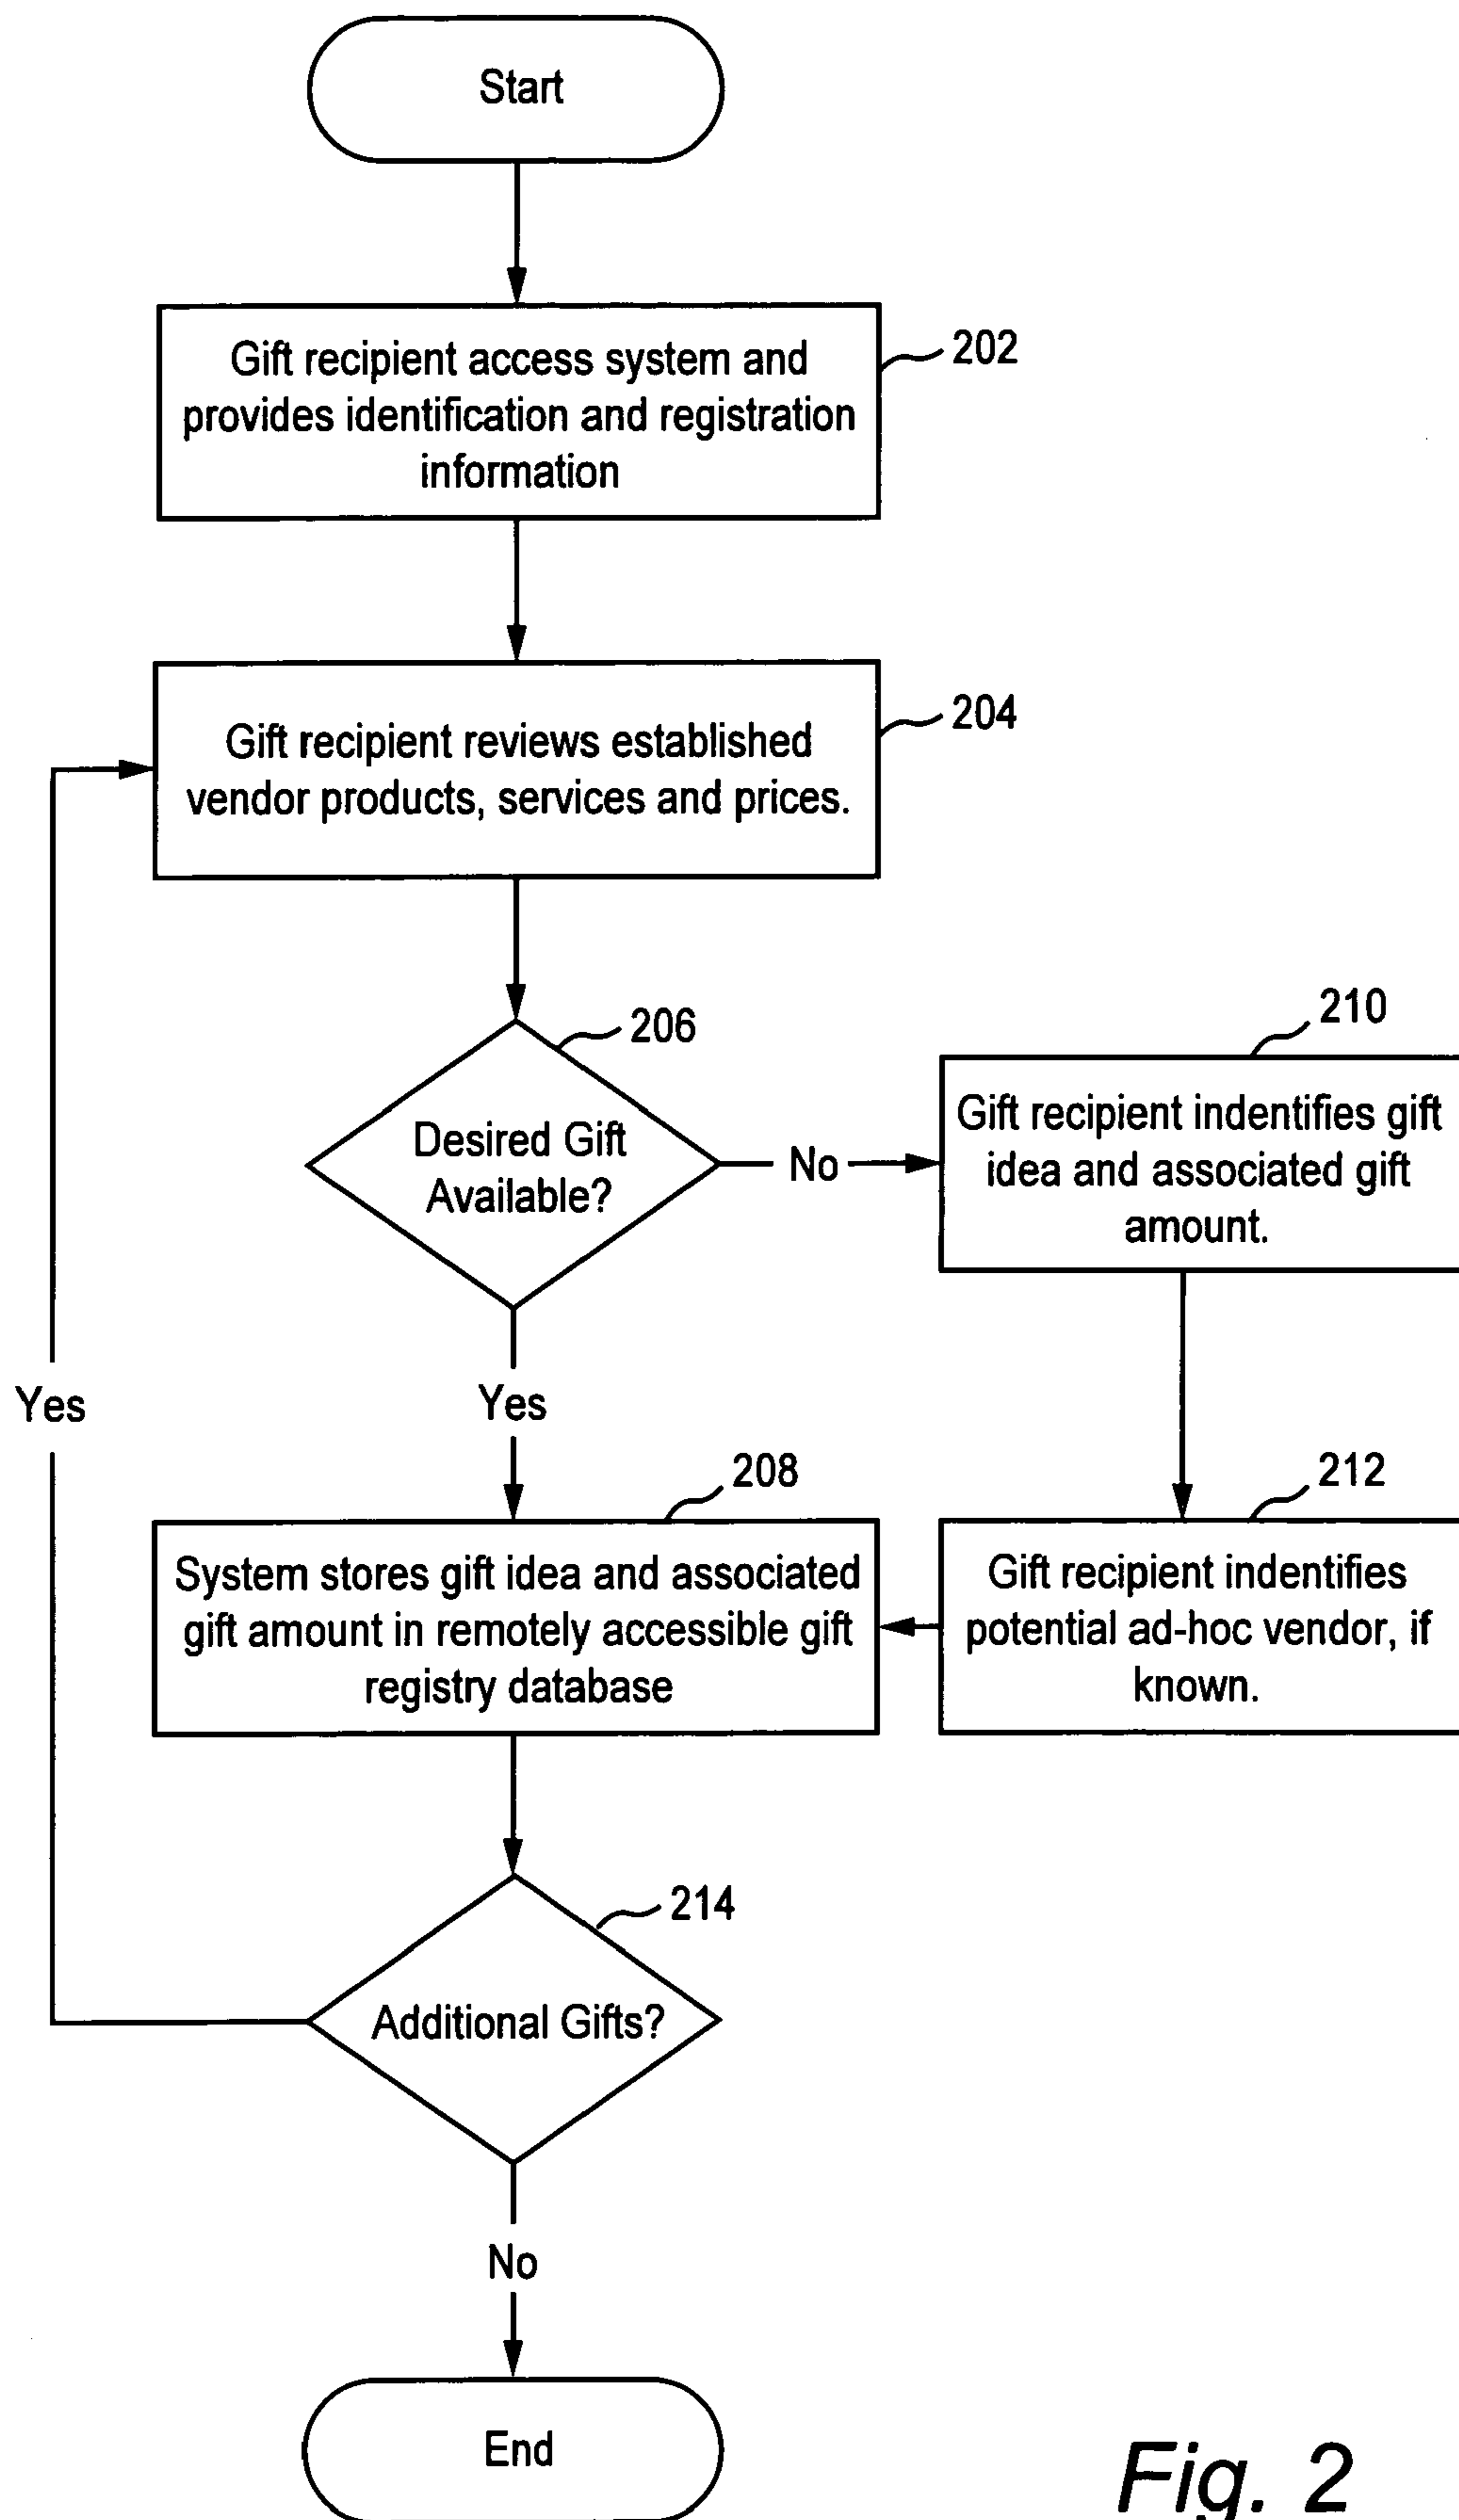 Start
Gift recipient access system and
provides identification and registration
information
202
Gift recipient reviews established
vendor products, services and prices.
204
206
Desired Gift
Available?
No
210
Gift recipient indentifies gift
idea and associated gift
amount.
Yes
Yes
208
System stores gift idea and associated
gift amount in remotely accessible gift
registry database
212
Gift recipient indentifies
potential ad-hoc vendor, if
known.
214
Additional Gifts?
No
End
Fig. 2